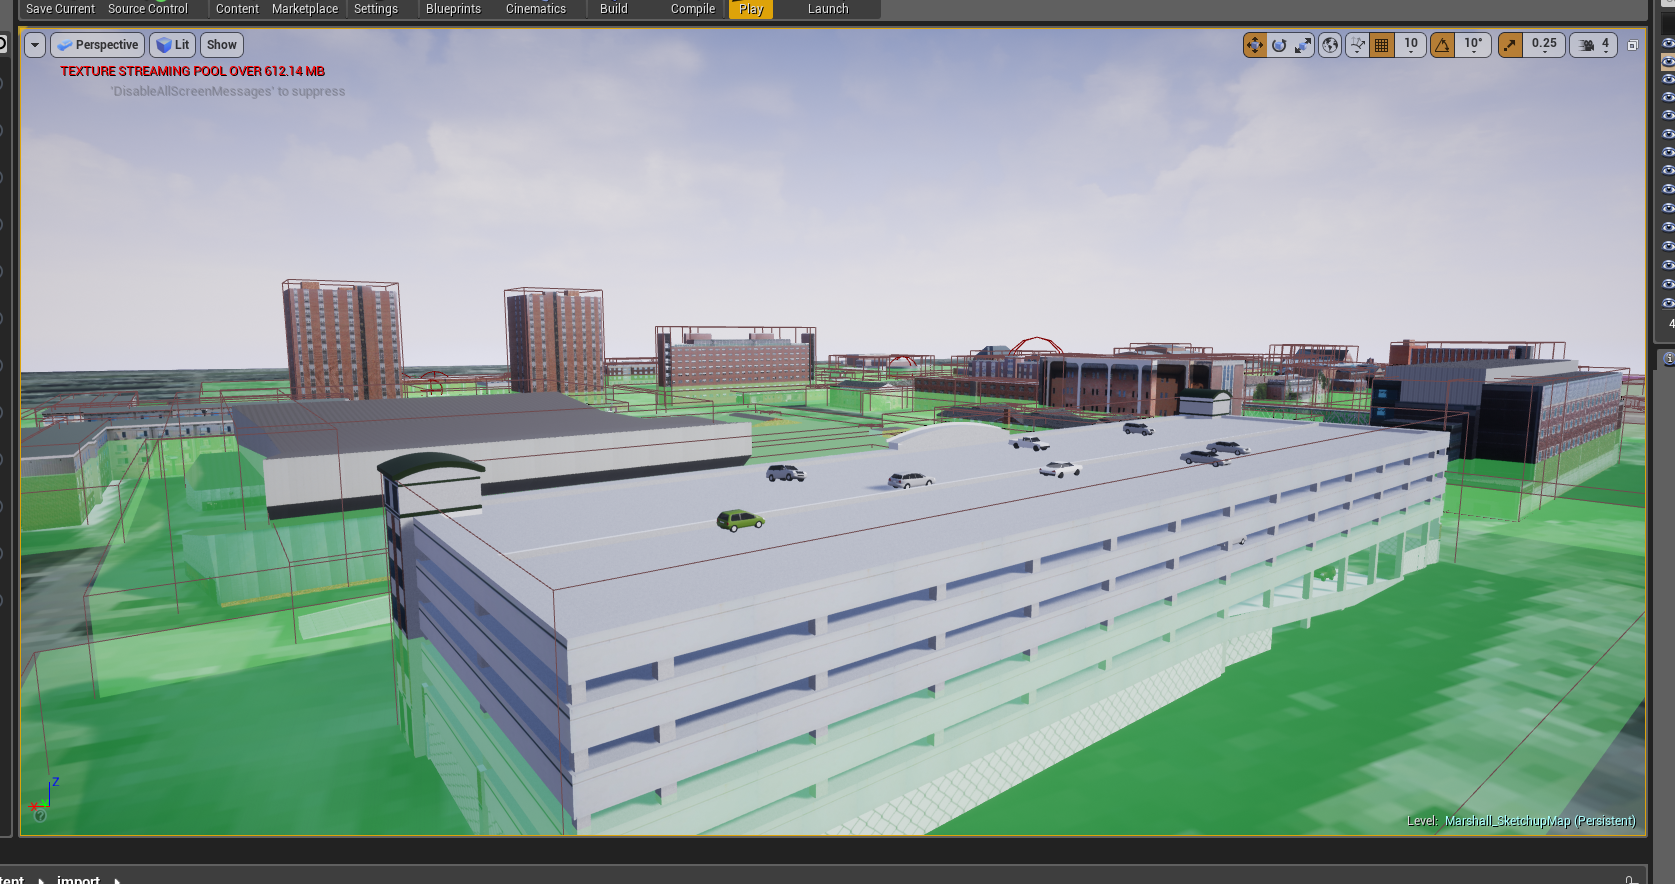 Save Current Source Control Content Marketplace Settings Blueprints Cinematics Build Compile Play Launch
Perspective Lit Show 10 10° 0.25 4
TEXTURE STREAMING POOL OVER 612.14 MB
'DisableAllScreenMessages' to suppress
4
Z
Level: Marshall_SketchupMap (Persistent)
import